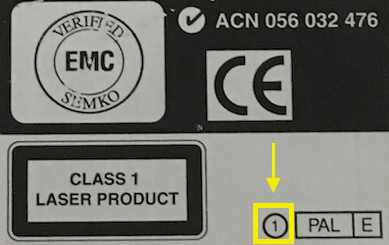 VERIFIED
EMC
SEMKO
ACN 056 032 476
CE
CLASS 1
LASER PRODUCT
1 PAL E